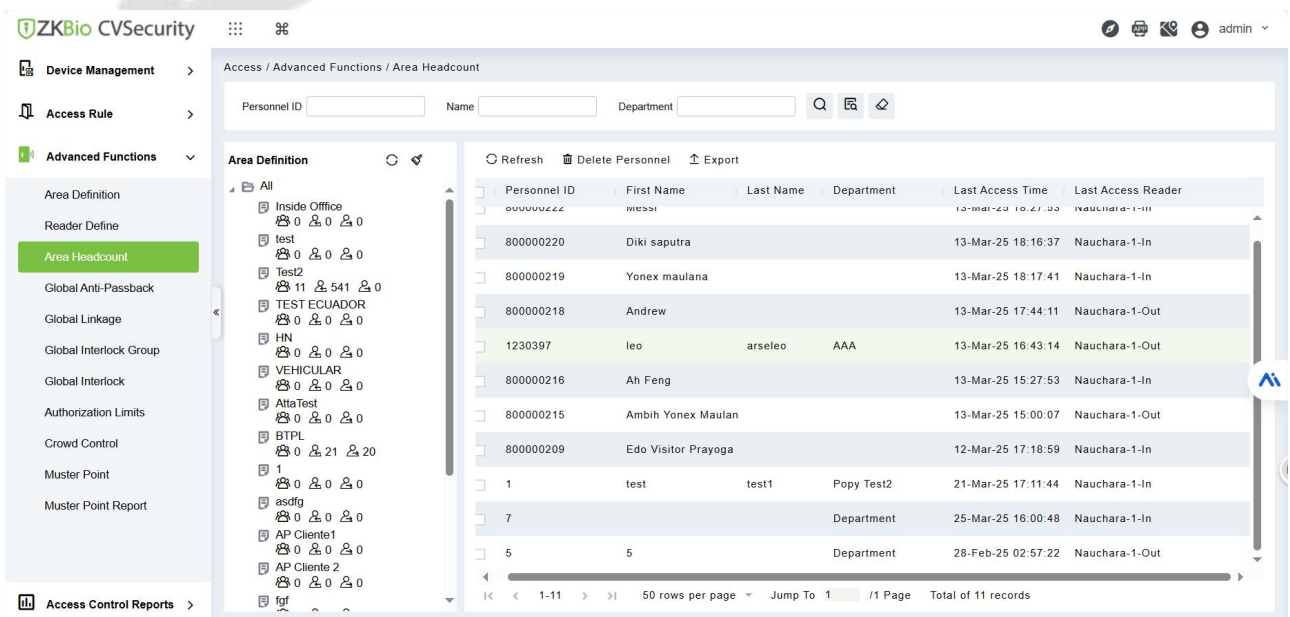 ZKBio CVSecurity
admin
Device Management
Access Rule
Advanced Functions
Area Definition
Reader Define
Area Headcount
Global Anti-Passback
Global Linkage
Global Interlock Group
Global Interlock
Authorization Limits
Crowd Control
Muster Point
Muster Point Report
Access Control Reports
Access / Advanced Functions / Area Headcount
Personnel ID Name Department
Area Definition
All
Inside Offfice
0 0 0
test
0 0 0
Test2
11 541 0
TEST ECUADOR
0 0 0
HN
0 0 0
VEHICULAR
0 0 0
AttaTest
0 0 0
BTPL
0 21 20
1
0 0 0
asdfg
0 0 0
AP Cliente1
0 0 0
AP Cliente 2
0 0 0
fgf
Refresh Delete Personnel Export
Personnel ID First Name Last Name Department Last Access Time Last Access Reader
800000222 Messi 13-Mar-25 18:27:53 Nauchara-1-In
800000220 Diki saputra 13-Mar-25 18:16:37 Nauchara-1-In
800000219 Yonex maulana 13-Mar-25 18:17:41 Nauchara-1-In
800000218 Andrew 13-Mar-25 17:44:11 Nauchara-1-Out
1230397 leo arseleo AAA 13-Mar-25 16:43:14 Nauchara-1-Out
800000216 Ah Feng 13-Mar-25 15:27:53 Nauchara-1-In
800000215 Ambih Yonex Maulan 13-Mar-25 15:00:07 Nauchara-1-Out
800000209 Edo Visitor Prayoga 12-Mar-25 17:18:59 Nauchara-1-In
1 test test1 Popy Test2 21-Mar-25 17:11:44 Nauchara-1-In
7 Department 25-Mar-25 16:00:48 Nauchara-1-In
5 5 Department 28-Feb-25 02:57:22 Nauchara-1-Out
1-11 50 rows per page Jump To 1 /1 Page Total of 11 records